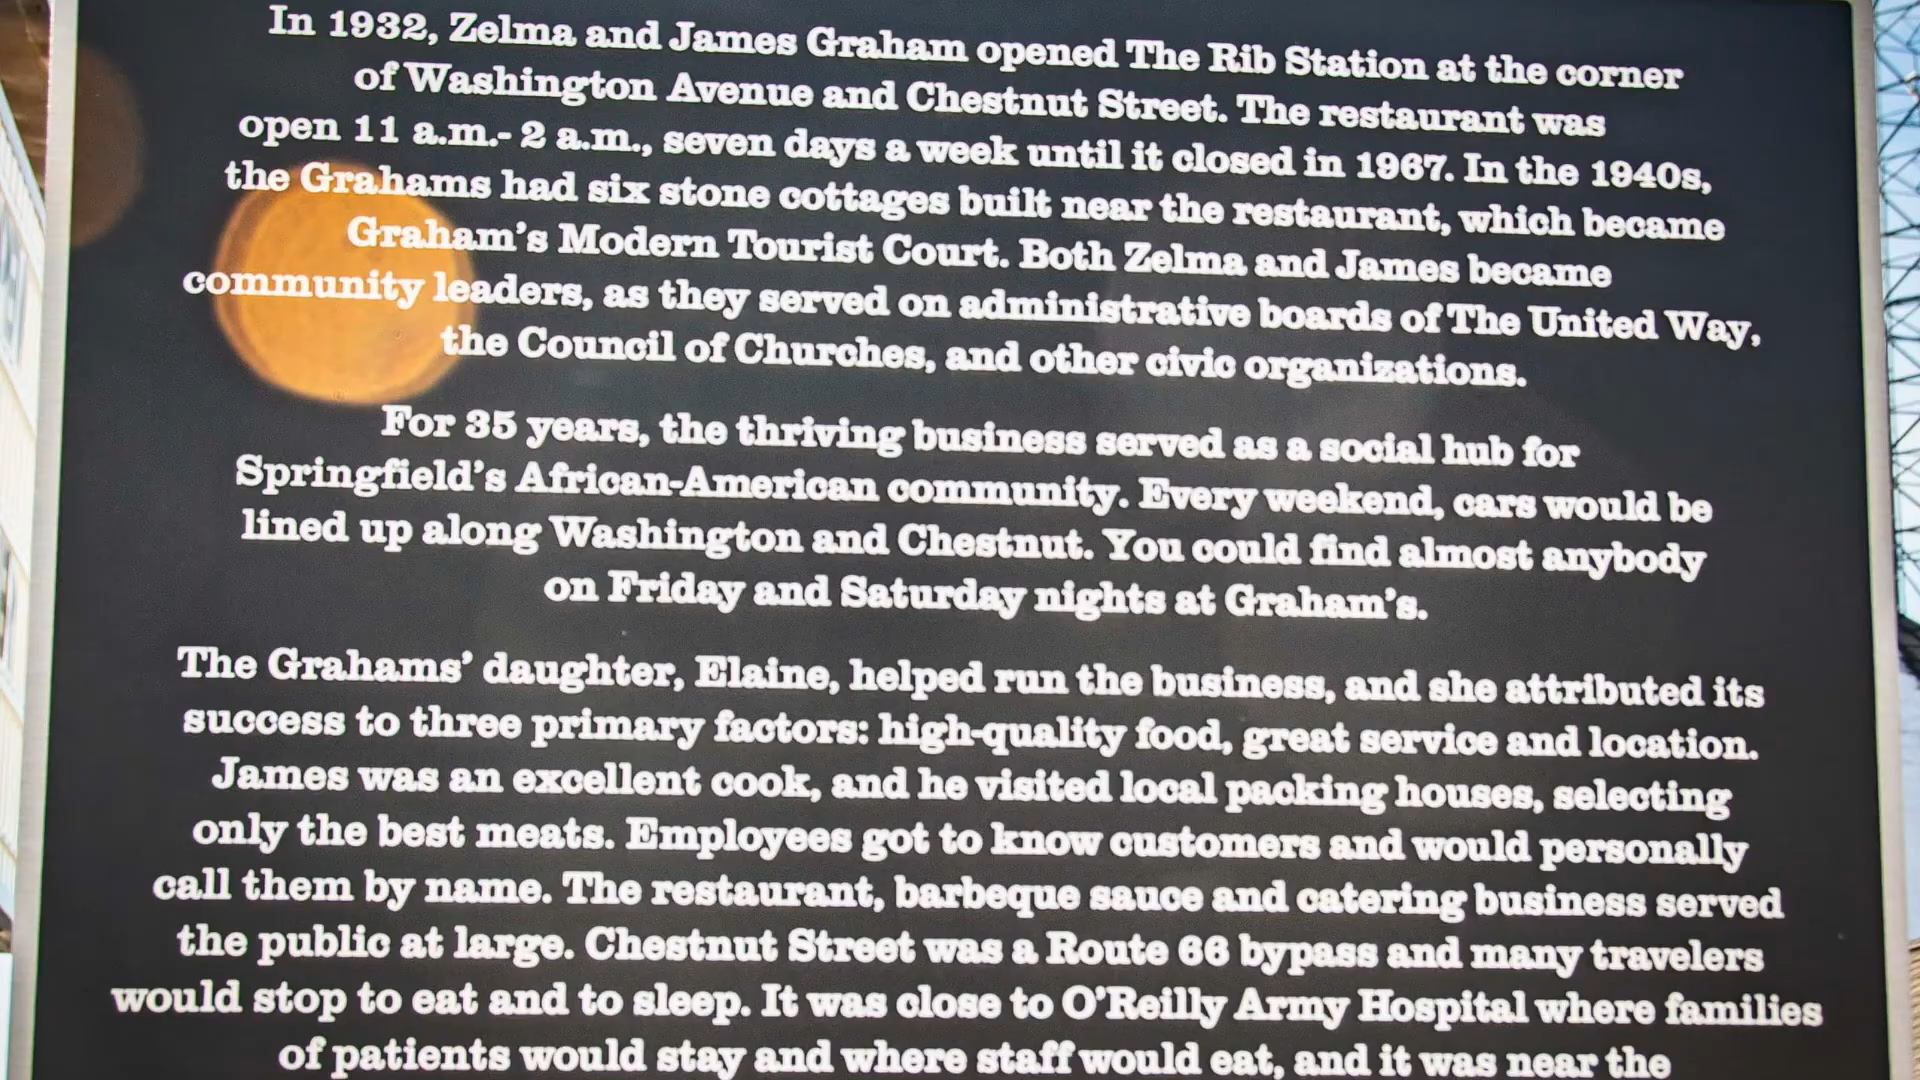 In 1932, Zelma and James Graham opened The Rib Station at the corner
of Washington Avenue and Chestnut Street. The restaurant was
open 11 a.m.- 2 a.m., seven days a week until it closed in 1967. In the 1940s,
the Grahams had six stone cottages built near the restaurant, which became
Graham's Modern Tourist Court. Both Zelma and James became
community leaders, as they served on administrative boards of The United Way,
the Council of Churches, and other civic organizations.
For 35 years, the thriving business served as a social hub for
Springfield's African-American community. Every weekend, cars would be
lined up along Washington and Chestnut. You could find almost anybody
on Friday and Saturday nights at Graham's.
The Grahams' daughter, Elaine, helped run the business, and she attributed its
success to three primary factors: high-quality food, great service and location.
James was an excellent cook, and he visited local packing houses, selecting
only the best meats. Employees got to know customers and would personally
call them by name. The restaurant, barbeque sauce and catering business served
the public at large. Chestnut Street was a Route 66 bypass and many travelers
would stop to eat and to sleep. It was close to O'Reilly Army Hospital where families
of patients would stay and where staff would eat, and it was near the